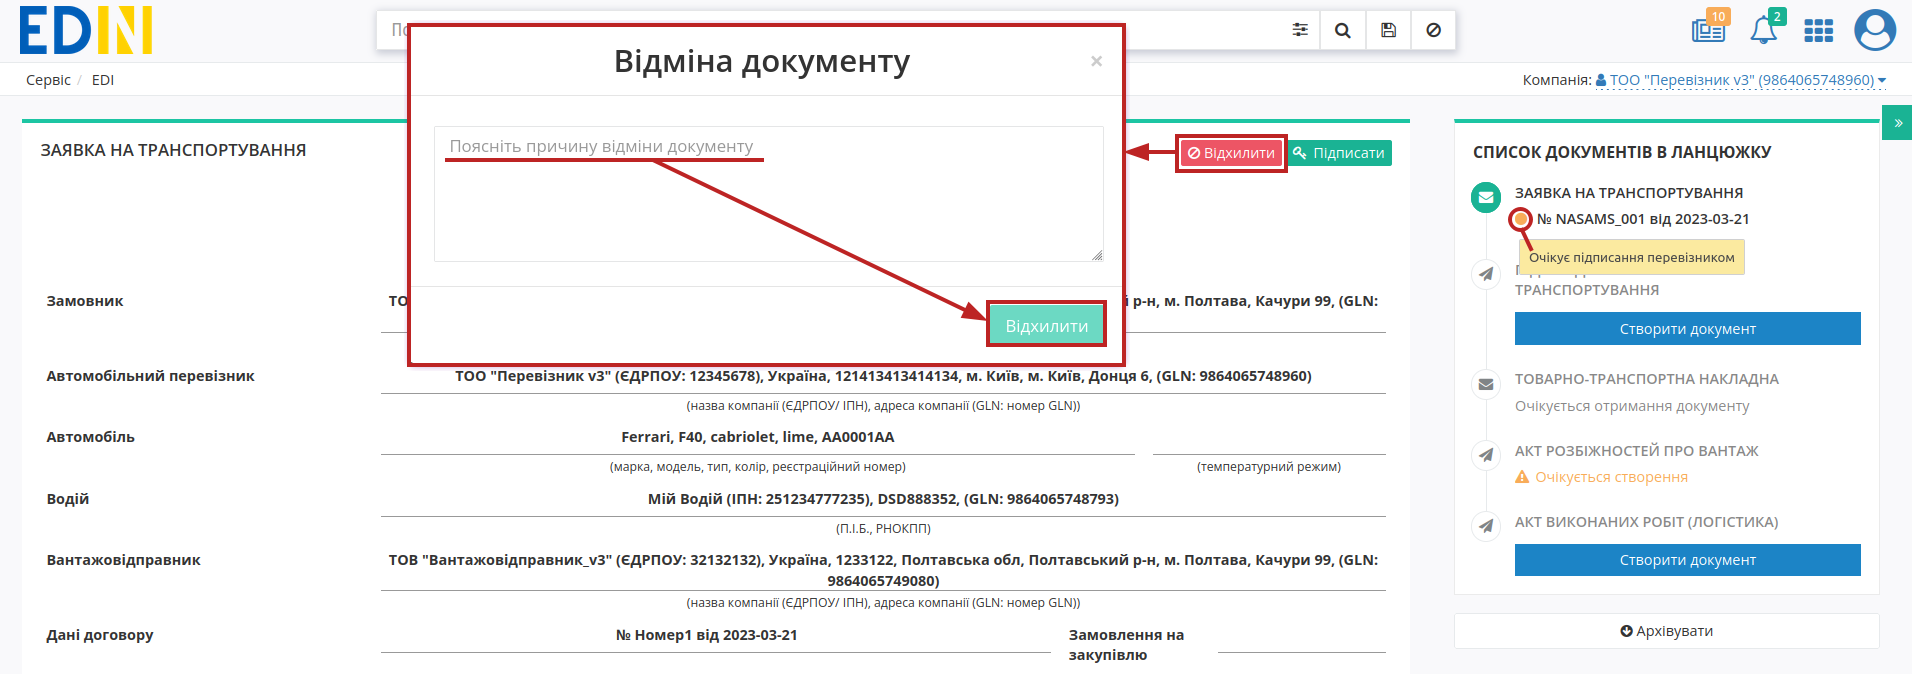 EDIN
10
2
Сервіс / EDI
Компанія: ТОО "Перевізник v3" (9864065748960)
Відміна документу
×
Поясніть причину відміни документу
Відхилити
ЗАЯВКА НА ТРАНСПОРТУВАННЯ
Відхилити
Підписати
Замовник
р-н, м. Полтава, Качури 99, (GLN:
Автомобільний перевізник
ТОО "Перевізник v3" (ЄДРПОУ: 12345678), Україна, 121413413414134, м. Київ, м. Київ, Донця 6, (GLN: 9864065748960)
(назва компанії (ЄДРПОУ/ ІПН), адреса компанії (GLN: номер GLN))
Автомобіль
Ferrari, F40, cabriolet, lime, AA0001AA
(марка, модель, тип, колір, реєстраційний номер)
(температурний режим)
Водій
Мій Водій (ІПН: 251234777235), DSD888352, (GLN: 9864065748793)
(П.І.Б., РНОКПП)
Вантажовідправник
ТОВ "Вантажовідправник_v3" (ЄДРПОУ: 32132132), Україна, 1233122, Полтавська обл, Полтавський р-н, м. Полтава, Качури 99, (GLN:
9864065749080)
(назва компанії (ЄДРПОУ/ ІПН), адреса компанії (GLN: номер GLN))
Дані договору
№ Номер1 від 2023-03-21
Замовлення на
закупівлю
»
СПИСОК ДОКУМЕНТІВ В ЛАНЦЮЖКУ
ЗАЯВКА НА ТРАНСПОРТУВАННЯ
№ NASAMS_001 від 2023-03-21
Очікує підписання перевізником
ТРАНСПОРТУВАННЯ
Створити документ
ТОВАРНО-ТРАНСПОРТНА НАКЛАДНА
Очікується отримання документу
АКТ РОЗБІЖНОСТЕЙ ПРО ВАНТАЖ
Очікується створення
АКТ ВИКОНАНИХ РОБІТ (ЛОГІСТИКА)
Створити документ
Архівувати